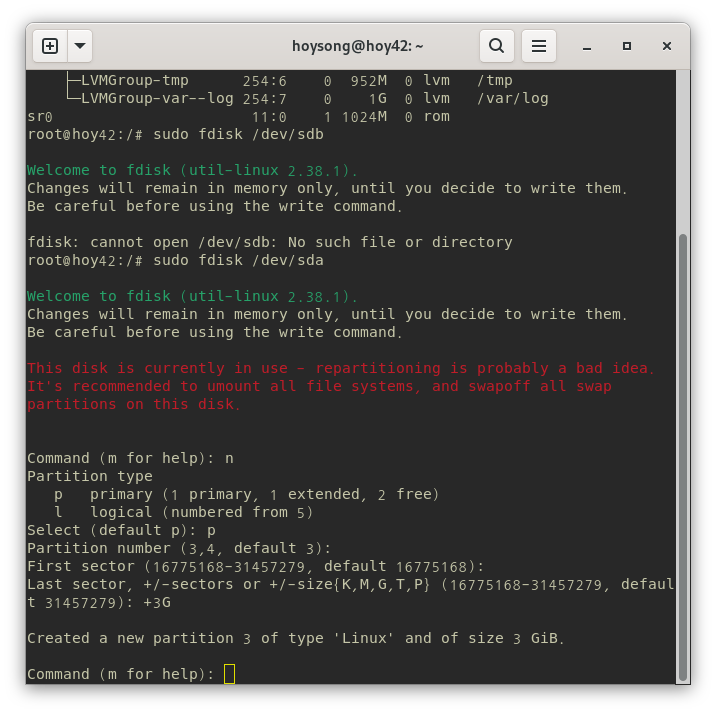 hoysong@hoy42: ~
├─LVMGroup-tmp      254:6    0  952M  0 lvm   /tmp
└─LVMGroup-var--log 254:7    0    1G  0 lvm   /var/log
sr0                      11:0    1 1024M  0 rom
root@hoy42:/# sudo fdisk /dev/sdb
Welcome to fdisk (util-linux 2.38.1).
Changes will remain in memory only, until you decide to write them.
Be careful before using the write command.
fdisk: cannot open /dev/sdb: No such file or directory
root@hoy42:/# sudo fdisk /dev/sda
Welcome to fdisk (util-linux 2.38.1).
Changes will remain in memory only, until you decide to write them.
Be careful before using the write command.
This disk is currently in use - repartitioning is probably a bad idea.
It's recommended to umount all file systems, and swapoff all swap
partitions on this disk.
Command (m for help): n
Partition type
   p   primary (1 primary, 1 extended, 2 free)
   l   logical (numbered from 5)
Select (default p): p
Partition number (3,4, default 3):
First sector (16775168-31457279, default 16775168):
Last sector, +/-sectors or +/-size{K,M,G,T,P} (16775168-31457279, defaul
t 31457279): +3G
Created a new partition 3 of type 'Linux' and of size 3 GiB.
Command (m for help):